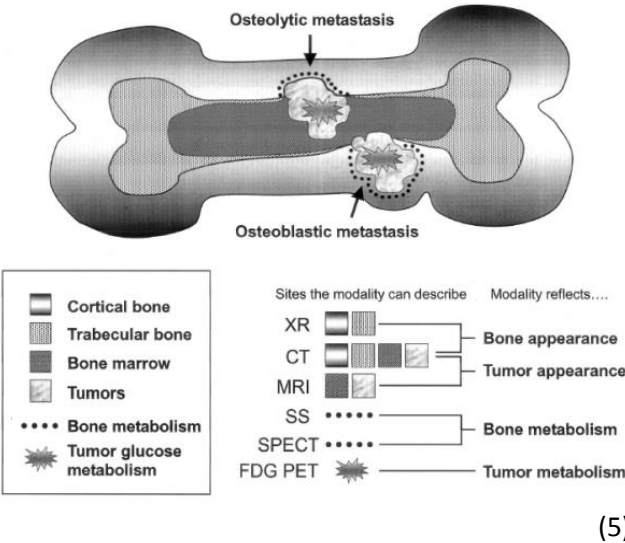 Osteolytic metastasis
Osteoblastic metastasis
Cortical bone
Trabecular bone
Bone marrow
Tumors
Bone metabolism
Tumor glucose
metabolism
Sites the modality can describe Modality reflects....
XR
Bone appearance
CT
Tumor appearance
MRI
SS
Bone metabolism
SPECT
FDG PET Tumor metabolism
(5)